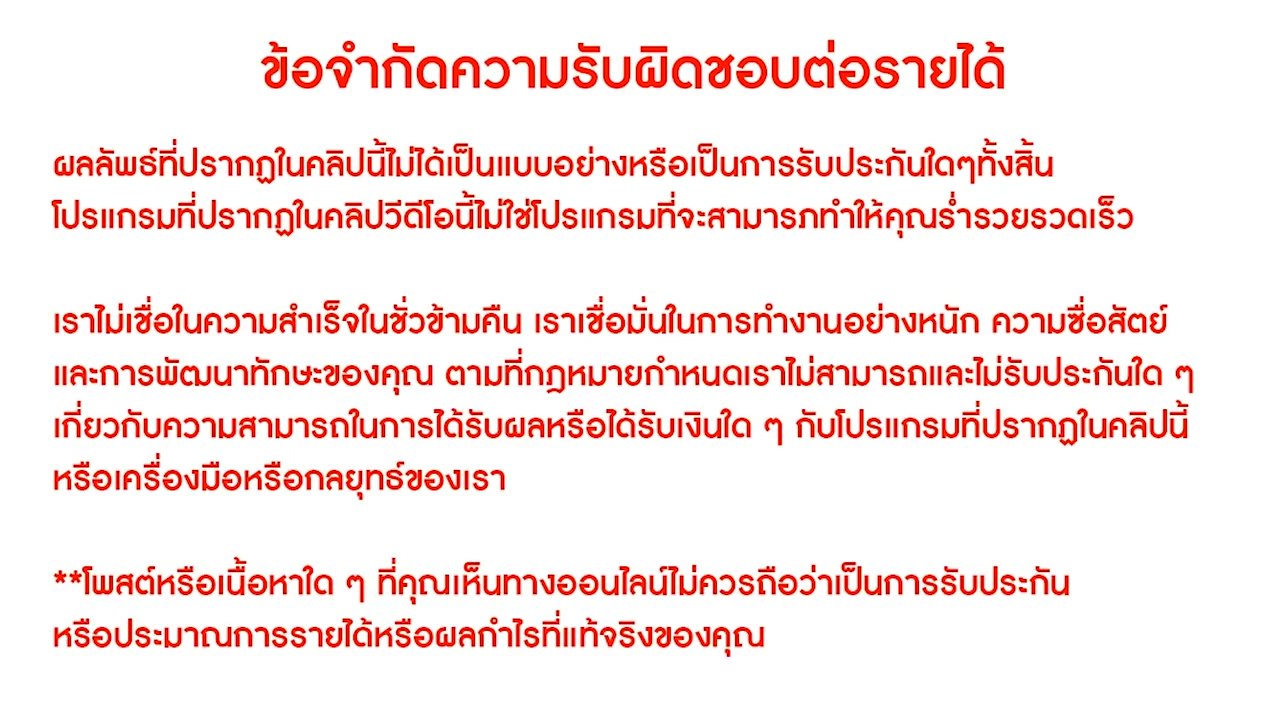 ข้อจำกัดความรับผิดชอบต่อรายได้
ผลลัพธ์ที่ปรากฏในคลิปนี้ไม่ได้เป็นแบบอย่างหรือเป็นการรับประกันใดๆทั้งสิ้น
โปรแกรมที่ปรากฏในคลิปวีดีโอนี้ไม่ใช่โปรแกรมที่จะสามารภทำให้คุณร่ำรวยรวดเร็ว
เราไม่เชื่อในความสำเร็จในชั่วข้ามคืน เราเชื่อมั่นในการทำงานอย่างหนัก ความซื่อสัตย์
และการพัฒนาทักษะของคุณ ตามที่กฎหมายกำหนดเราไม่สามารถและไม่รับประกันใด ๆ
เกี่ยวกับความสามารถในการได้รับผลหรือได้รับเงินใด ๆ กับโปรแกรมที่ปรากฏในคลิปนี้
หรือเครื่องมือหรือกลยุทธ์ของเรา
**โพสต์หรือเนื้อหาใด ๆ ที่คุณเห็นทางออนไลน์ไม่ควรถือว่าเป็นการรับประกัน
หรือประมาณการรายได้หรือผลกำไรที่แท้จริงของคุณ